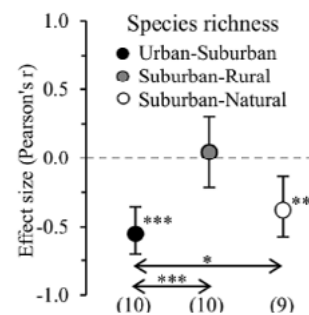 Species richness
Urban-Suburban
Suburban-Rural
Suburban-Natural
Effect size (Pearson's r)
1.0
0.5
0.0
-0.5
-1.0
***
**
*
***
(10) (10) (9)